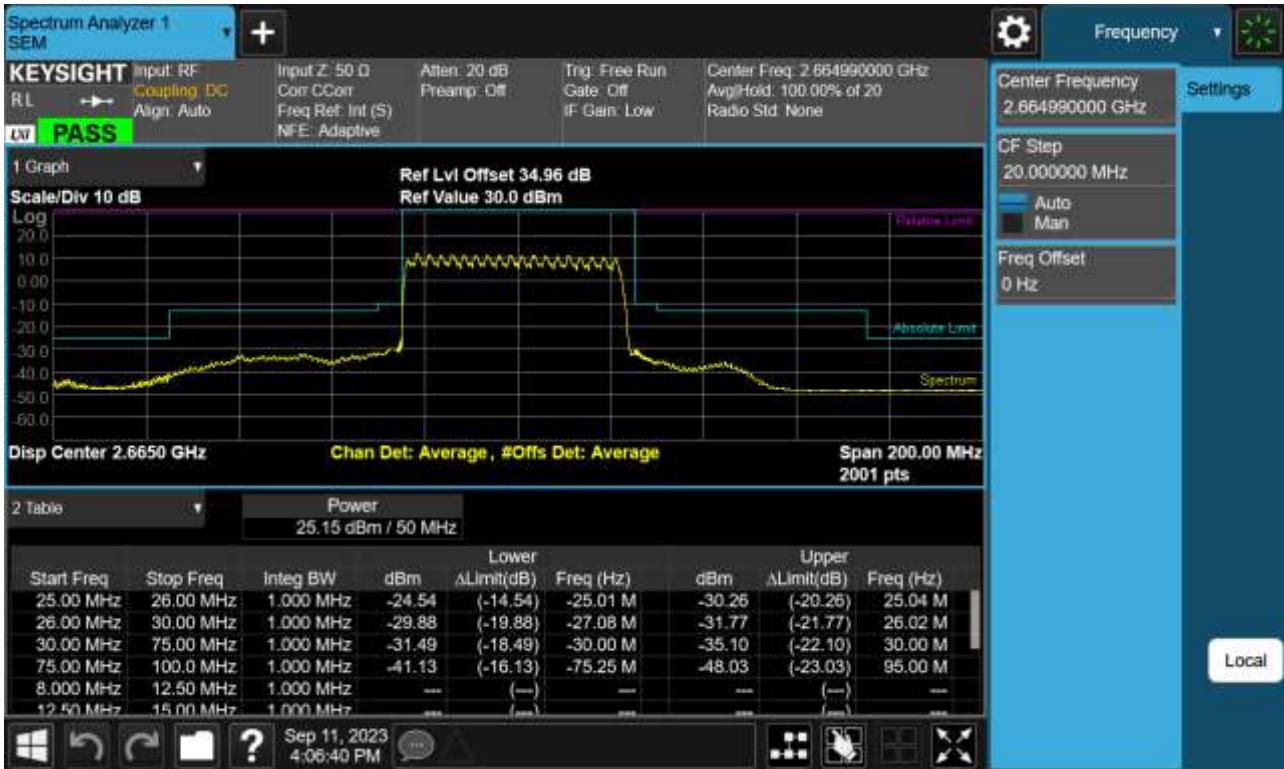 Spectrum Analyzer 1
SEM
+
Frequency
KEYSIGHT
RL
LXI
PASS
Input: RF
Coupling: DC
Align: Auto
Input Z: 50 Ω
Corr CCorr
Freq Ref: Int (S)
NFE: Adaptive
Atten: 20 dB
Preamp: Off
Trig: Free Run
Gate: Off
IF Gain: Low
Center Freq: 2.664990000 GHz
Avg|Hold: 100.00% of 20
Radio Std: None
Center Frequency
2.664990000 GHz
Settings
CF Step
20.000000 MHz
Auto
Man
Freq Offset
0 Hz
1 Graph
Scale/Div 10 dB
Ref Lvl Offset 34.96 dB
Ref Value 30.0 dBm
Log
20.0
10.0
0.00
-10.0
-20.0
-30.0
-40.0
-50.0
-60.0
Relative Limit
Absolute Limit
Spectrum
Disp Center 2.6650 GHz
Chan Det: Average, #Offs Det: Average
Span 200.00 MHz
2001 pts
2 Table
Power
25.15 dBm / 50 MHz
Lower Upper
Start Freq Stop Freq Integ BW dBm ΔLimit(dB) Freq (Hz) dBm ΔLimit(dB) Freq (Hz)
25.00 MHz 26.00 MHz 1.000 MHz -24.54 (-14.54) -25.01 M -30.26 (-20.26) 25.04 M
26.00 MHz 30.00 MHz 1.000 MHz -29.88 (-19.88) -27.08 M -31.77 (-21.77) 26.02 M
30.00 MHz 75.00 MHz 1.000 MHz -31.49 (-18.49) -30.00 M -35.10 (-22.10) 30.00 M
75.00 MHz 100.0 MHz 1.000 MHz -41.13 (-16.13) -75.25 M -48.03 (-23.03) 95.00 M
8.000 MHz 12.50 MHz 1.000 MHz --- (---) --- --- (---) ---
12.50 MHz 15.00 MHz 1.000 MHz --- (---) --- --- (---) ---
Local
?
Sep 11, 2023
4:06:40 PM